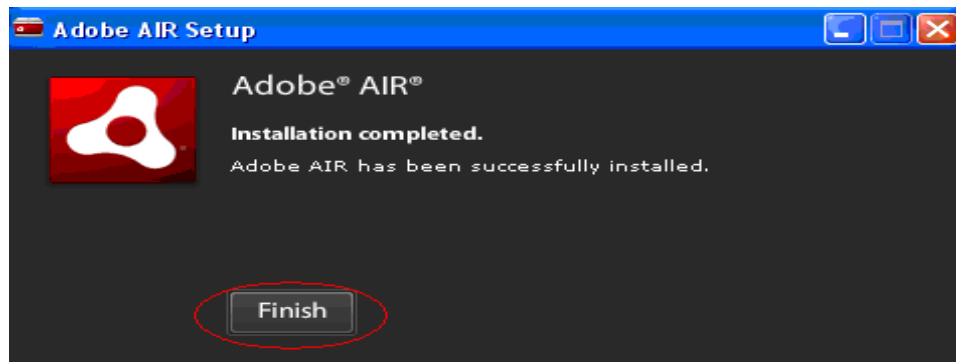 Adobe AIR Setup
Adobe® AIR®
Installation completed.
Adobe AIR has been successfully installed.
Finish